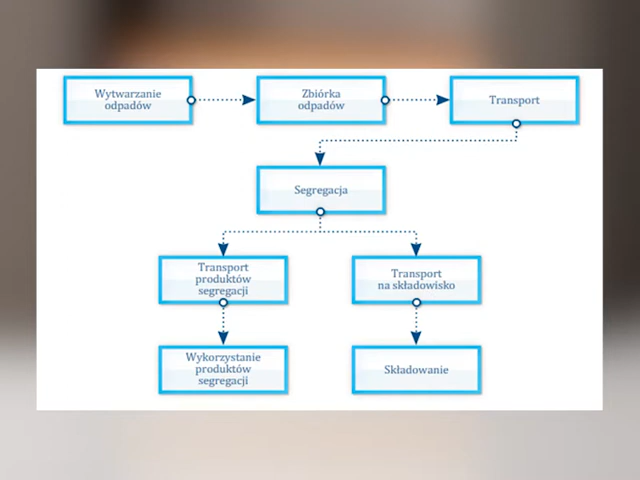 Wytwarzanie
odpadów
Zbiórka
odpadów
Transport
Segregacja
Transport
produktów
segregacji
Transport
na składowisko
Wykorzystanie
produktów
segregacji
Składowanie